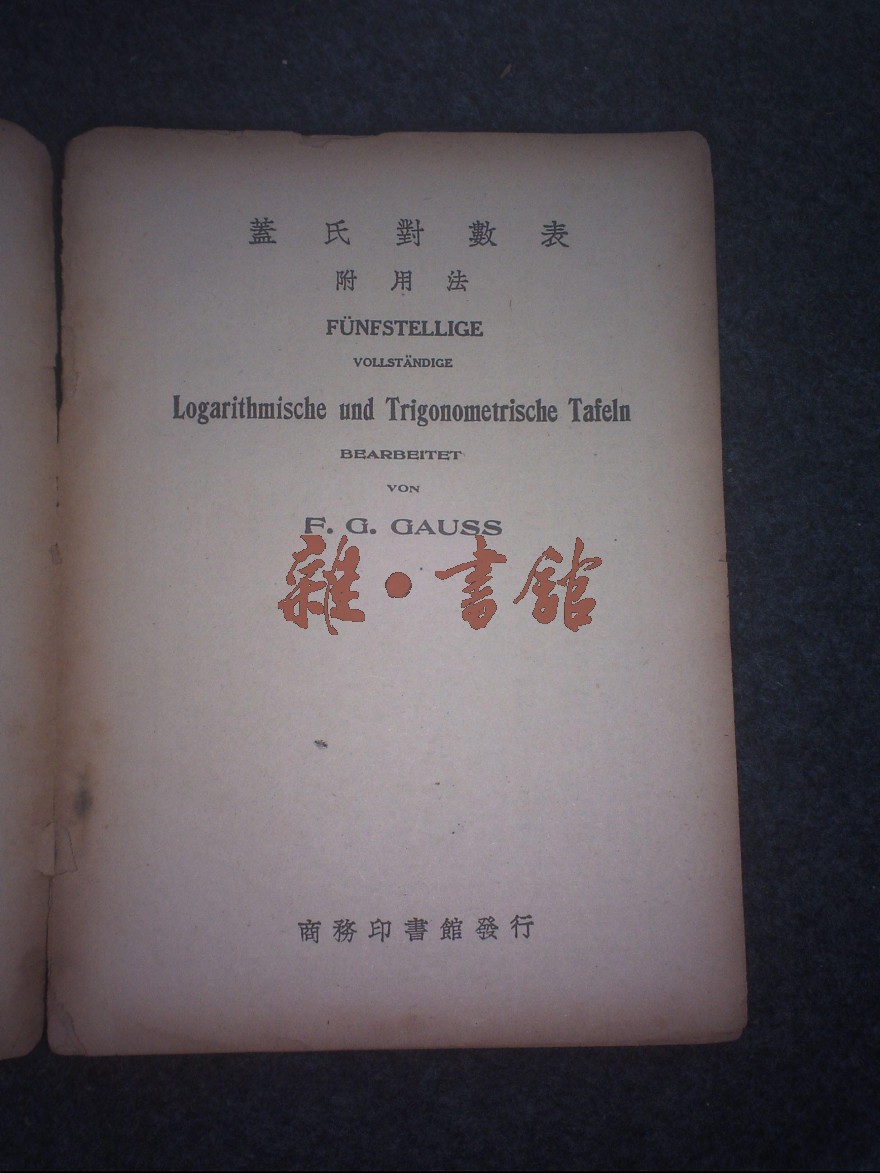 蓋氏對數表
附用法
FÜNFSTELLIGE
VOLLSTÄNDIGE
Logarithmische und Trigonometrische Tafeln
BEARBEITET
VON
F. G. GAUSS
雜·書館
商務印書館發行